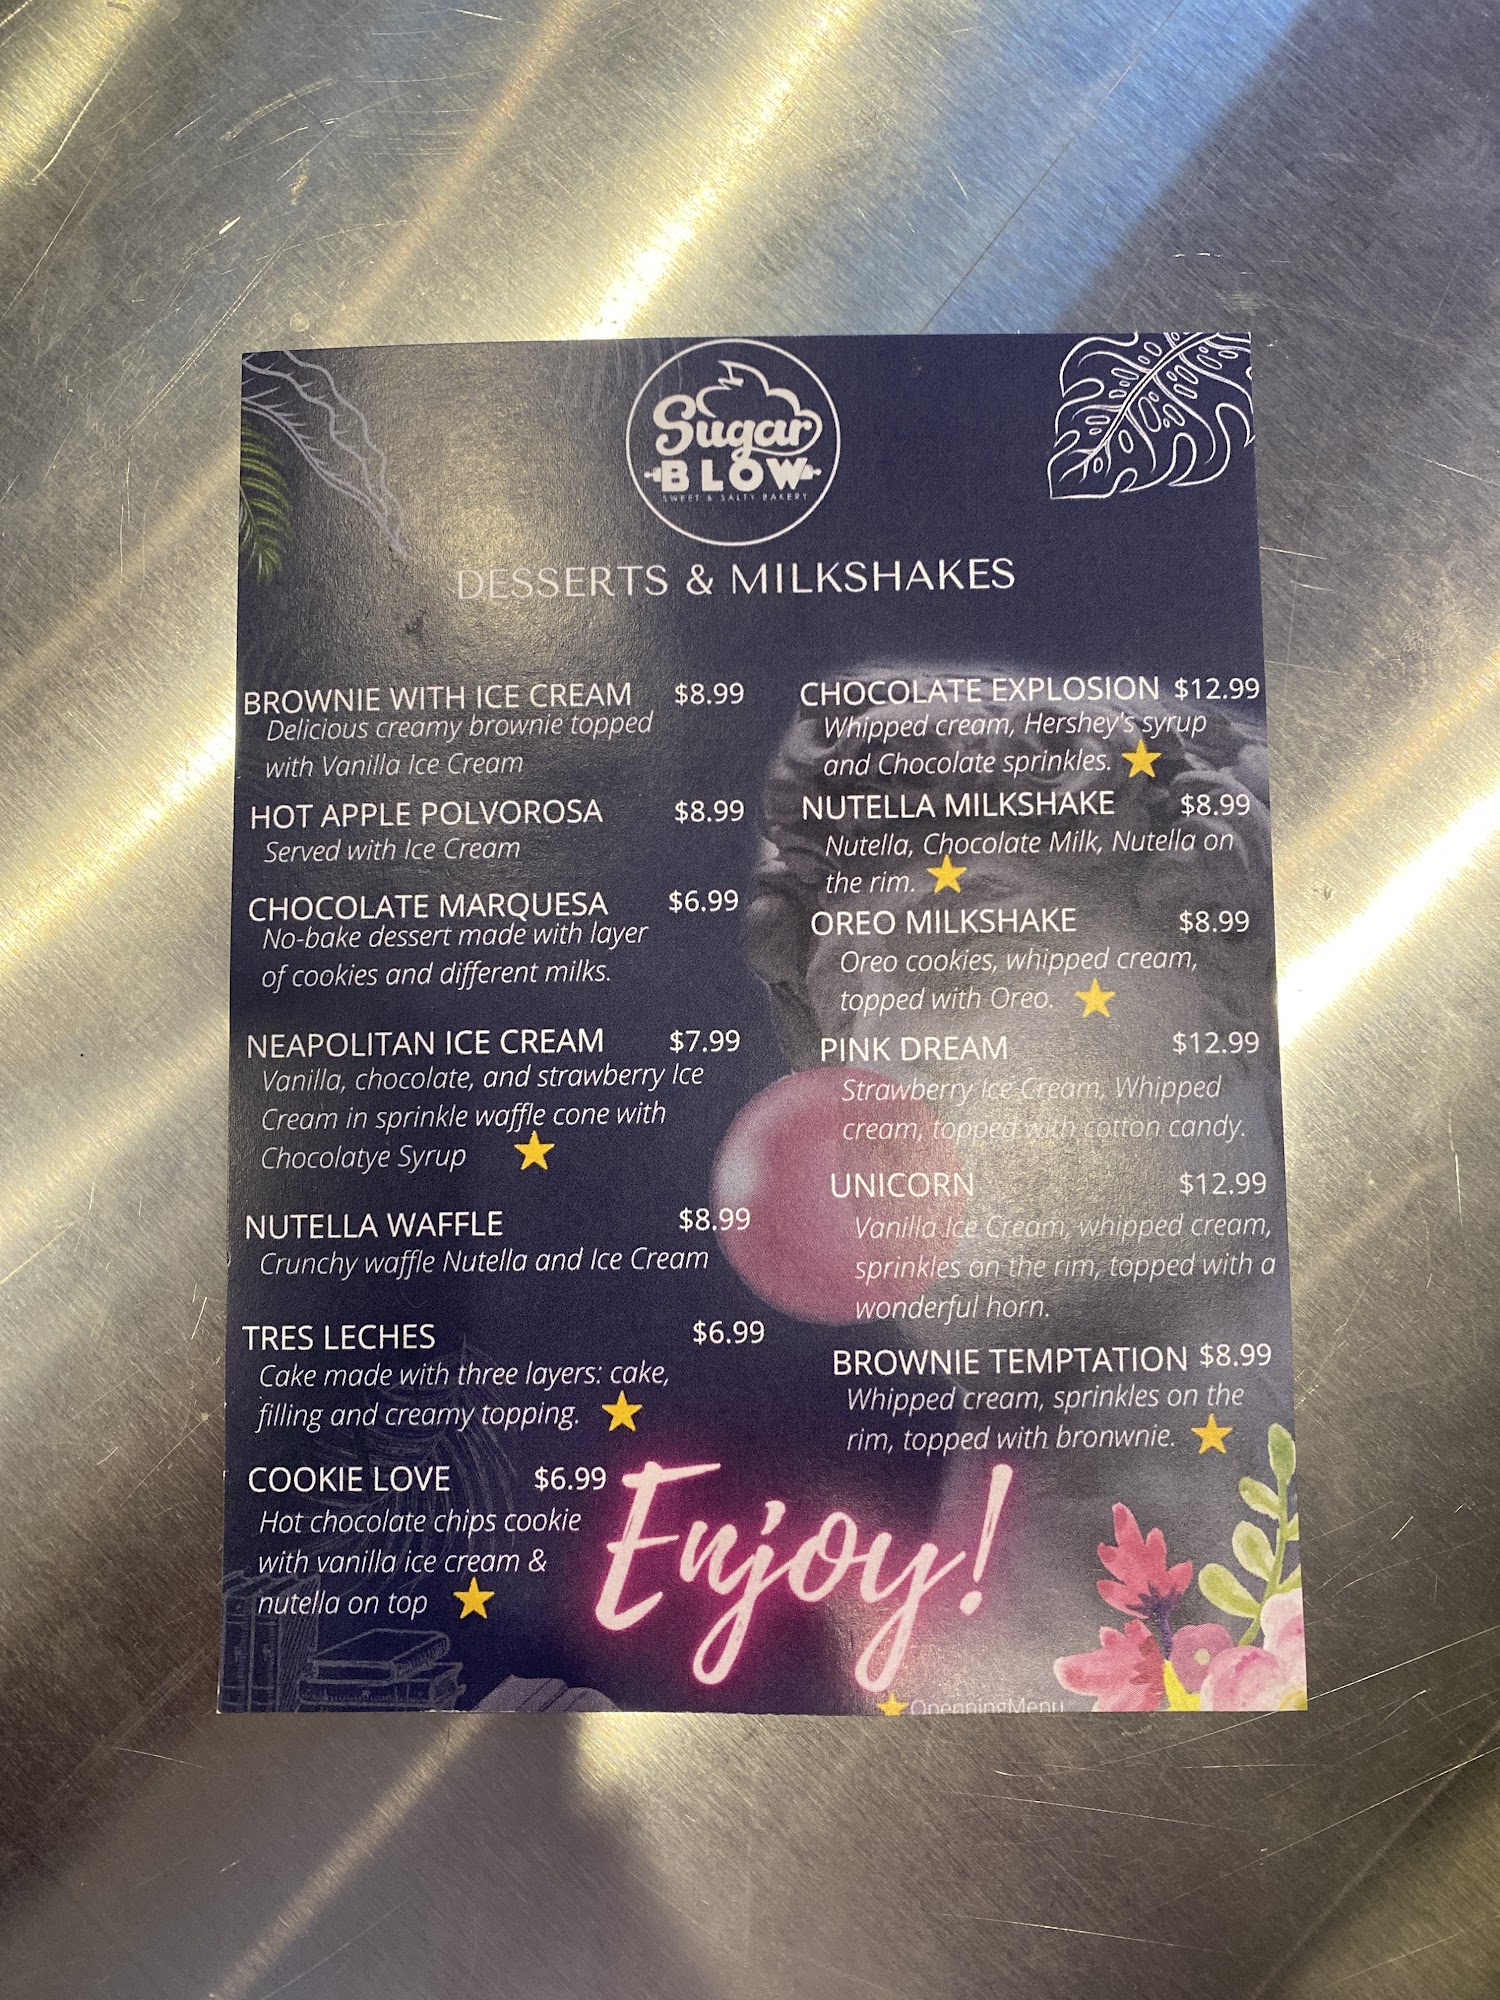 Sugar
BLOW
SWEET & SALTY BAKERY
DESSERTS & MILKSHAKES
BROWNIE WITH ICE CREAM $8.99
Delicious creamy brownie topped
with Vanilla Ice Cream
HOT APPLE POLVOROSA $8.99
Served with Ice Cream
CHOCOLATE MARQUESA $6.99
No-bake dessert made with layer
of cookies and different milks.
NEAPOLITAN ICE CREAM $7.99
Vanilla, chocolate, and strawberry Ice
Cream in sprinkle waffle cone with
Chocolatye Syrup
NUTELLA WAFFLE $8.99
Crunchy waffle Nutella and Ice Cream
TRES LECHES $6.99
Cake made with three layers: cake,
filling and creamy topping.
COOKIE LOVE $6.99
Hot chocolate chips cookie
with vanilla ice cream &
nutella on top
CHOCOLATE EXPLOSION $12.99
Whipped cream, Hershey's syrup
and Chocolate sprinkles.
NUTELLA MILKSHAKE $8.99
Nutella, Chocolate Milk, Nutella on
the rim.
OREO MILKSHAKE $8.99
Oreo cookies, whipped cream,
topped with Oreo.
PINK DREAM $12.99
Strawberry Ice Cream, Whipped
cream, topped with cotton candy.
UNICORN $12.99
Vanilla Ice Cream, whipped cream,
sprinkles on the rim, topped with a
wonderful horn.
BROWNIE TEMPTATION $8.99
Whipped cream, sprinkles on the
rim, topped with bronwnie.
Enjoy!
OpenningMenu